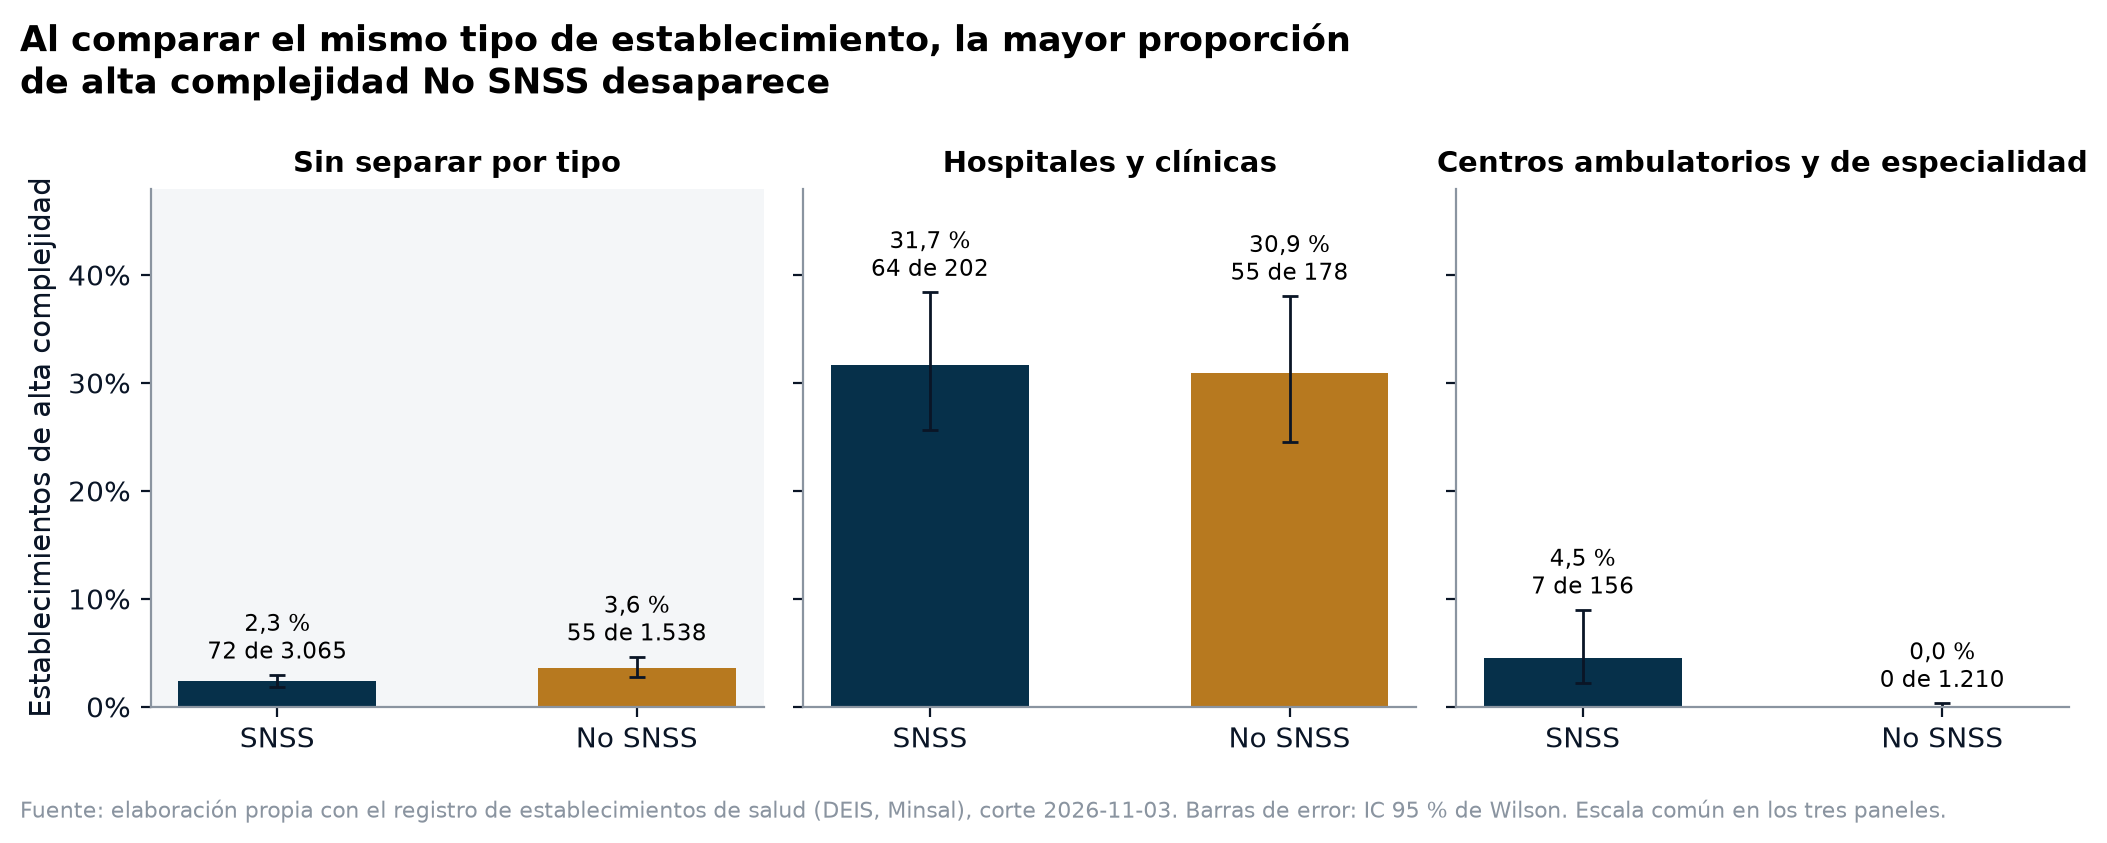 Al comparar el mismo tipo de establecimiento, la mayor proporción
de alta complejidad No SNSS desaparece
Sin separar por tipo
Hospitales y clínicas
Centros ambulatorios y de especialidad
Establecimientos de alta complejidad
40%
30%
20%
10%
0%
2,3 %
72 de 3.065
3,6 %
55 de 1.538
31,7 %
64 de 202
30,9 %
55 de 178
4,5 %
7 de 156
0,0 %
0 de 1.210
SNSS
No SNSS
SNSS
No SNSS
SNSS
No SNSS
Fuente: elaboración propia con el registro de establecimientos de salud (DEIS, Minsal), corte 2026-11-03. Barras de error: IC 95 % de Wilson. Escala común en los tres paneles.